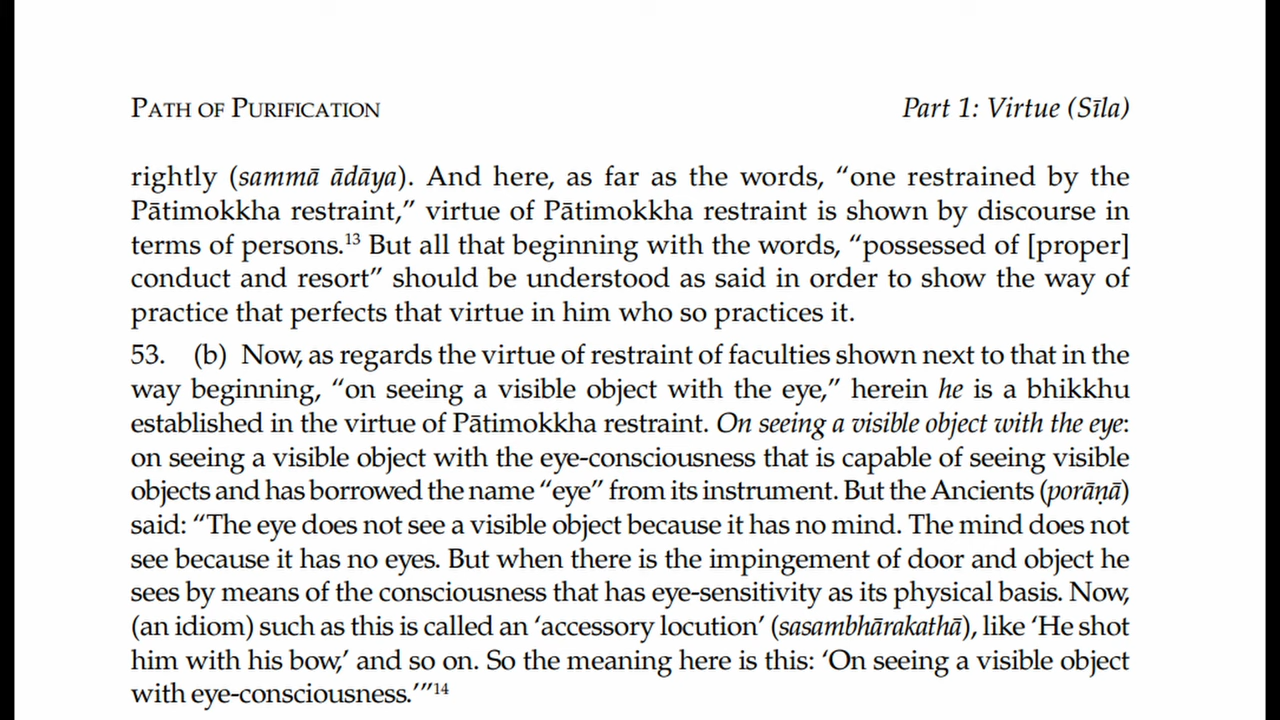 PATH OF PURIFICATION Part 1: Virtue (Sīla)
rightly (sammā ādāya). And here, as far as the words, “one restrained by the
Pātimokkha restraint,” virtue of Pātimokkha restraint is shown by discourse in
terms of persons.13 But all that beginning with the words, “possessed of [proper]
conduct and resort” should be understood as said in order to show the way of
practice that perfects that virtue in him who so practices it.
53. (b) Now, as regards the virtue of restraint of faculties shown next to that in the
way beginning, “on seeing a visible object with the eye,” herein he is a bhikkhu
established in the virtue of Pātimokkha restraint. On seeing a visible object with the eye:
on seeing a visible object with the eye-consciousness that is capable of seeing visible
objects and has borrowed the name “eye” from its instrument. But the Ancients (porāṇā)
said: “The eye does not see a visible object because it has no mind. The mind does not
see because it has no eyes. But when there is the impingement of door and object he
sees by means of the consciousness that has eye-sensitivity as its physical basis. Now,
(an idiom) such as this is called an ‘accessory locution’ (sasambhārakathā), like ‘He shot
him with his bow,’ and so on. So the meaning here is this: ‘On seeing a visible object
with eye-consciousness.’”14